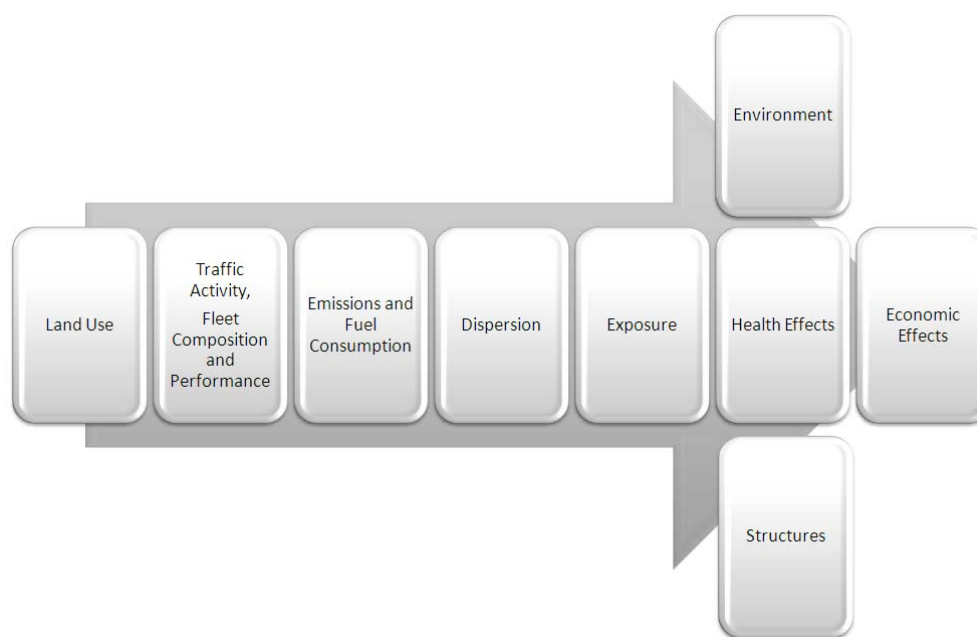 Environment
Land Use
Traffic
Activity,
Fleet
Composition
and
Performance
Emissions and
Fuel
Consumption
Dispersion
Exposure
Health Effects
Economic
Effects
Structures